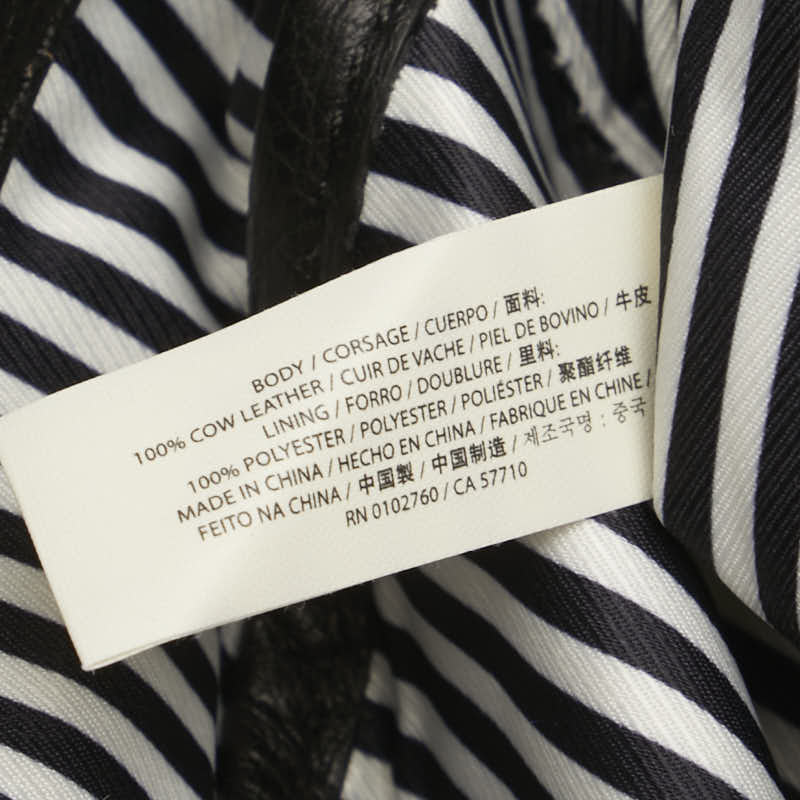 BODY / CORSAGE / CUERPO / 面料:
100% COW LEATHER / CUIR DE VACHE / PIEL DE BOVINO / 牛皮
LINING / FORRO / DOUBLURE / 里料:
100% POLYESTER / POLYESTER / POLIÉSTER / 聚酯纤维
MADE IN CHINA / HECHO EN CHINA / FABRIQUE EN CHINE /
FEITO NA CHINA / 中国製 / 中国制造 / 제조국명 : 중국
RN 0102760 / CA 57710